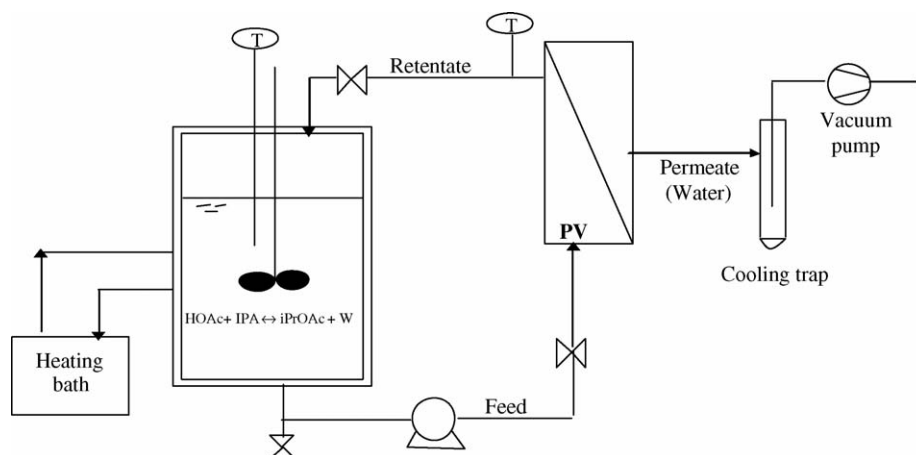 T
T
Retentate
Vacuum
pump
Permeate
(Water)
PV
Cooling trap
HOAc+ IPA ↔ iPrOAc + W
Heating
bath
Feed